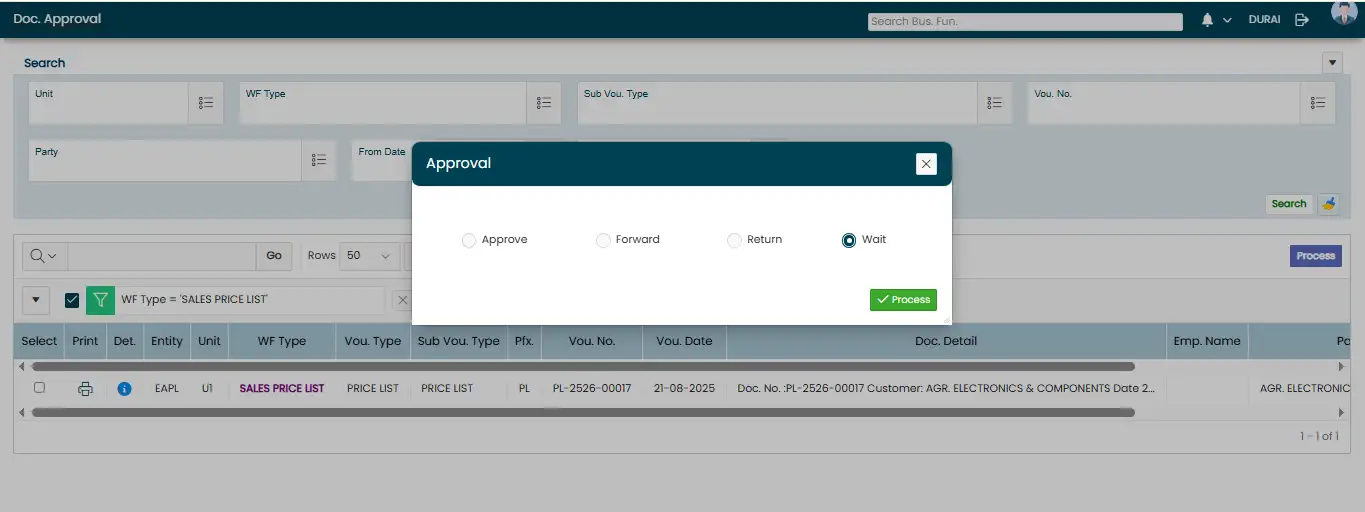 Doc. Approval
Search Bus. Fun.
DURAI
Search
Unit
WF Type
Sub Vou. Type
Vou. No.
Party
From Date
Approval
Search
Approve
Forward
Return
Wait
Go
Rows
50
Process
WF Type = 'SALES PRICE LIST'
Process
Select Print Det. Entity Unit WF Type Vou. Type Sub Vou. Type Pfx. Vou. No. Vou. Date Doc. Detail Emp. Name Pa
EAPL U1 SALES PRICE LIST PRICE LIST PRICE LIST PL PL-2526-00017 21-08-2025 Doc. No. :PL-2526-00017 Customer: AGR. ELECTRONICS & COMPONENTS Date 2... AGR. ELECTRONIC
1 - 1 of 1